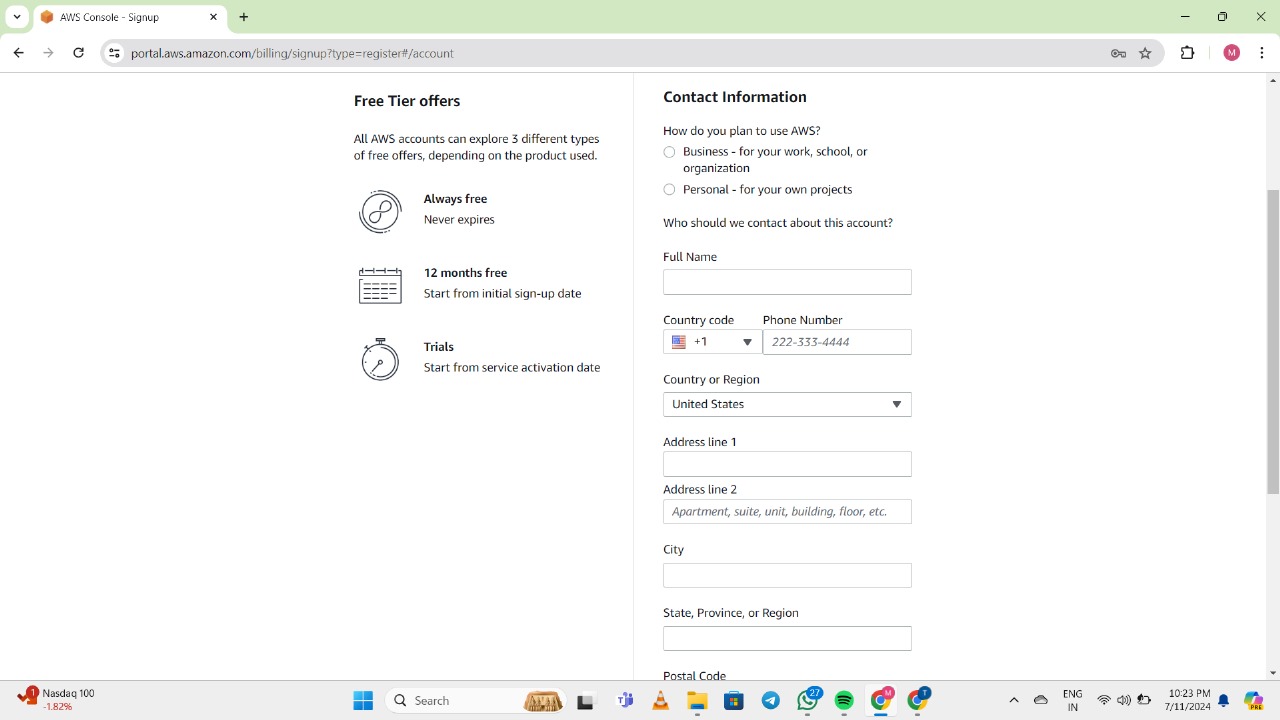 AWS Console - Signup
portal.aws.amazon.com/billing/signup?type=register#/account
M
Free Tier offers
All AWS accounts can explore 3 different types
of free offers, depending on the product used.
Always free
Never expires
12 months free
Start from initial sign-up date
Trials
Start from service activation date
Contact Information
How do you plan to use AWS?
Business - for your work, school, or
organization
Personal - for your own projects
Who should we contact about this account?
Full Name
Country code Phone Number
+1 222-333-4444
Country or Region
United States
Address line 1
Address line 2
Apartment, suite, unit, building, floor, etc.
City
State, Province, or Region
Postal Code
1 Nasdaq 100
-1.82%
Search
27
M
T
ENG
IN
10:23 PM
7/11/2024
PRE